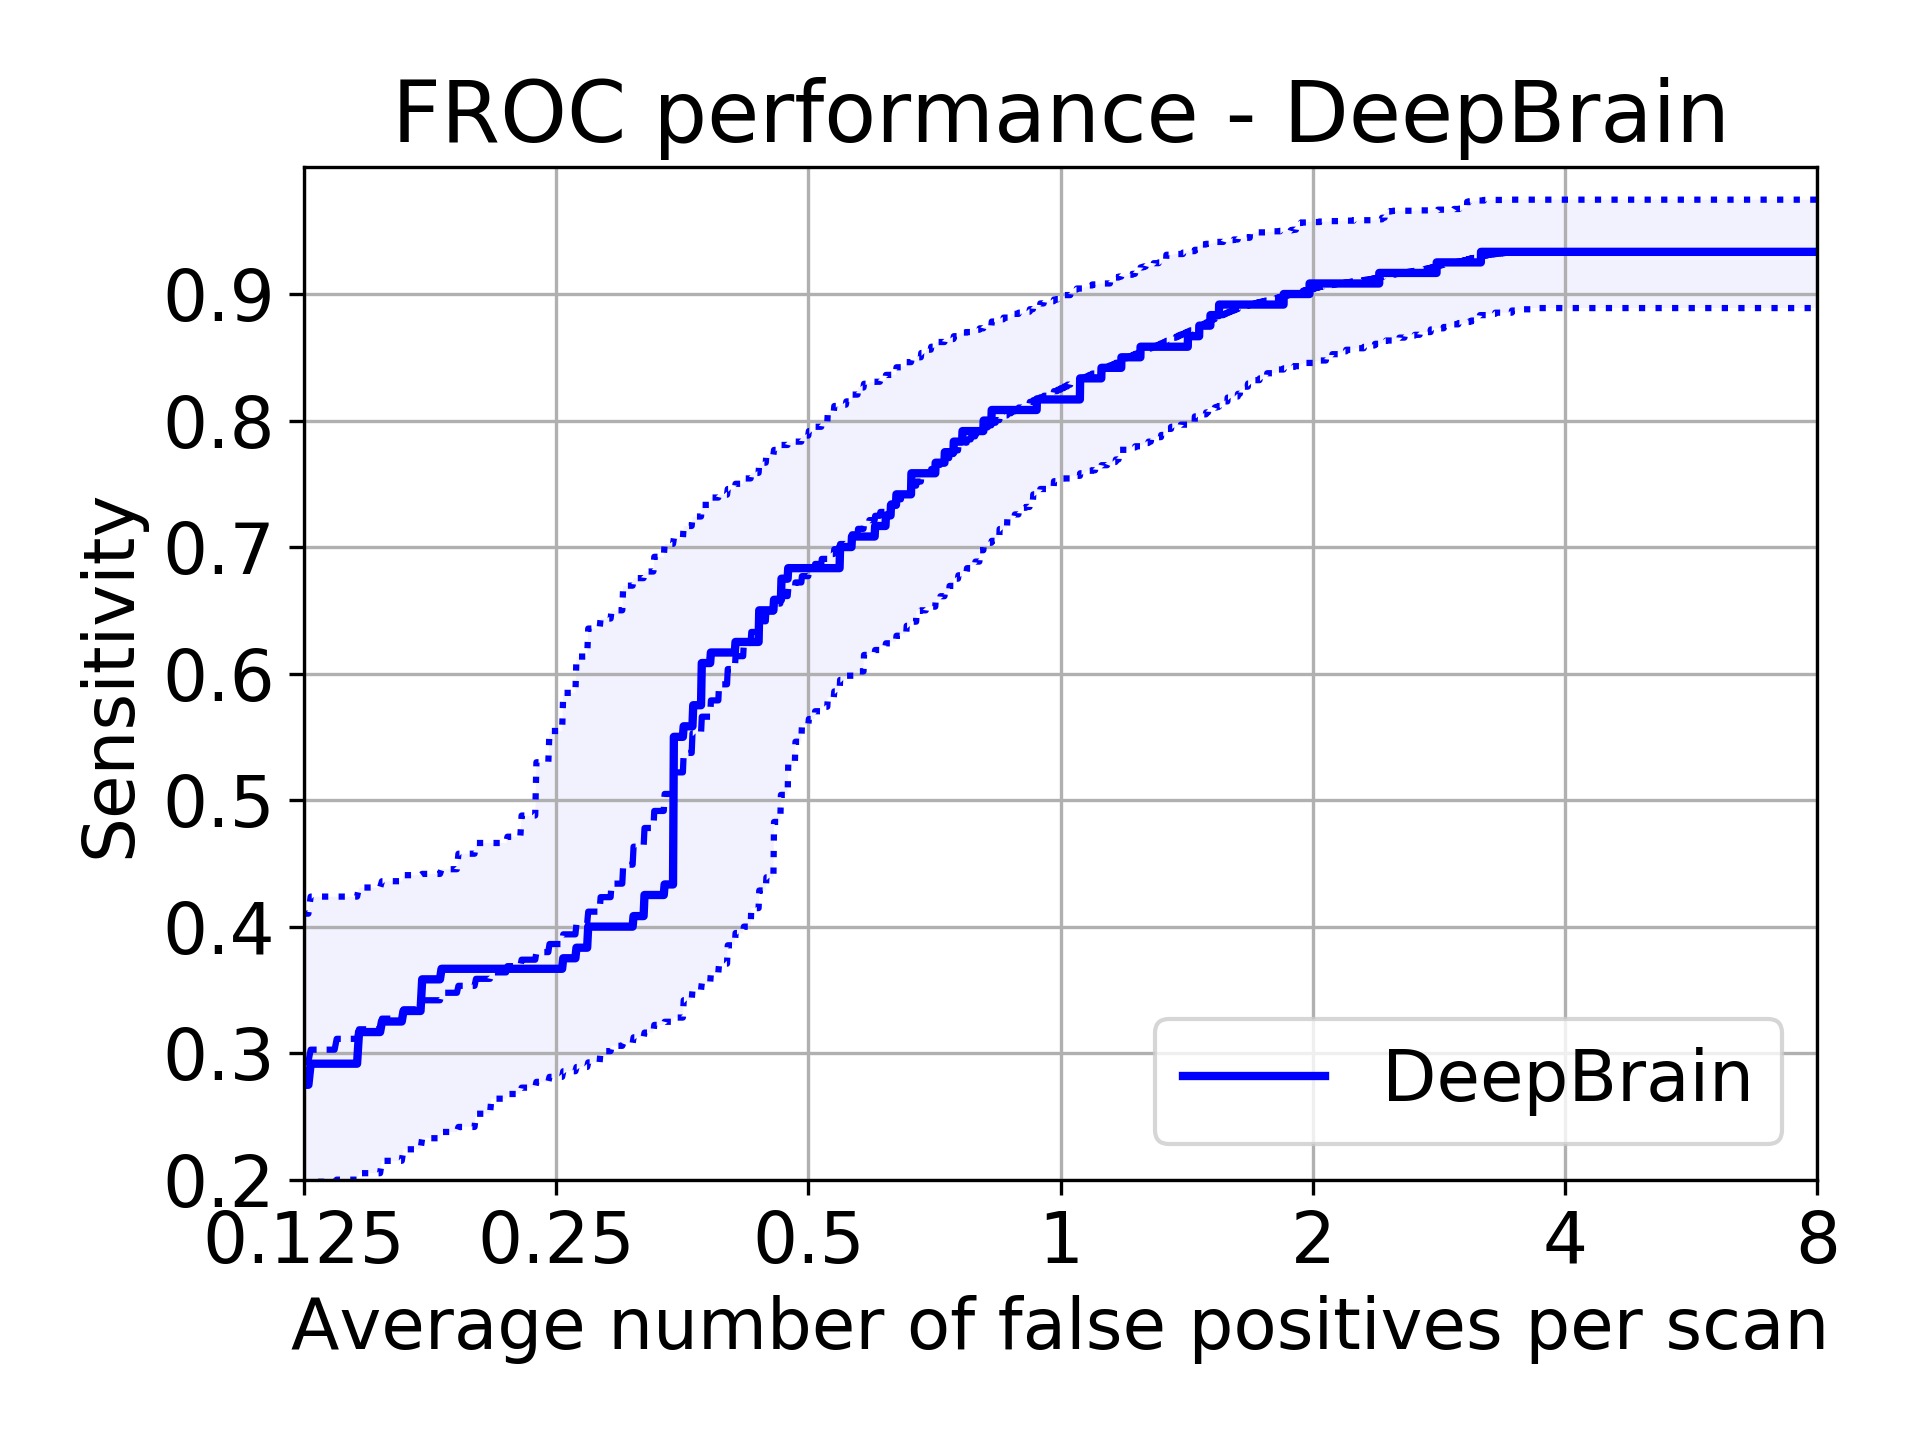 FROC performance - DeepBrain
Sensitivity
0.9
0.8
0.7
0.6
0.5
0.4
0.3
0.2
0.125 0.25 0.5 1 2 4 8
Average number of false positives per scan
DeepBrain